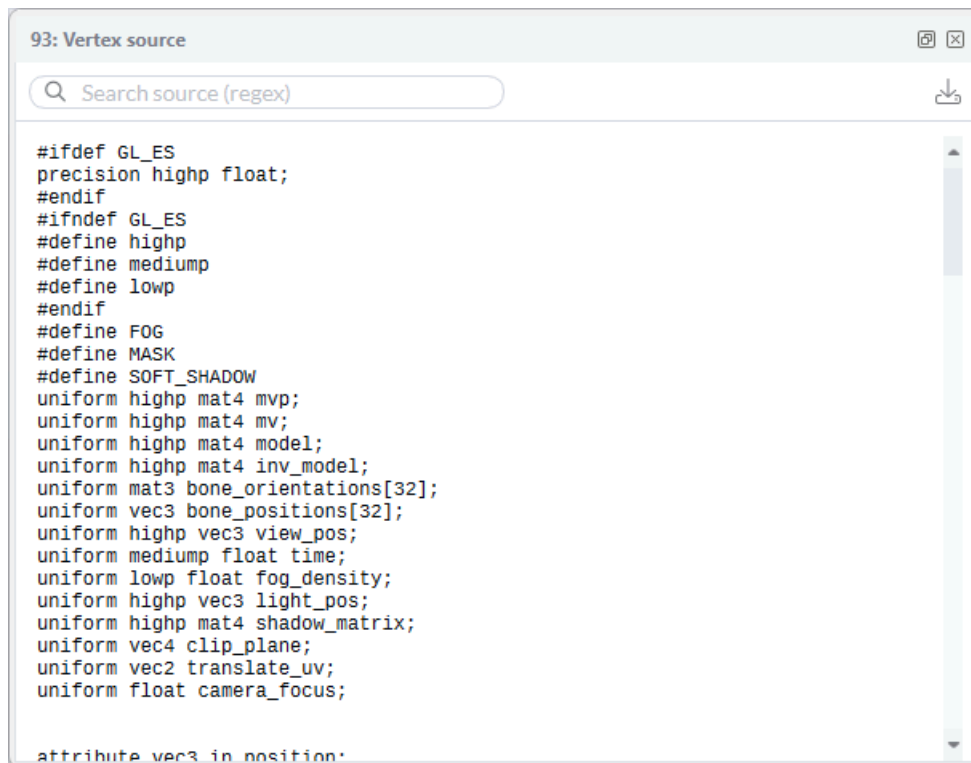 93: Vertex source
Search source (regex)
#ifdef GL_ES
precision highp float;
#endif
#ifndef GL_ES
#define highp
#define mediump
#define lowp
#endif
#define FOG
#define MASK
#define SOFT_SHADOW
uniform highp mat4 mvp;
uniform highp mat4 mv;
uniform highp mat4 model;
uniform highp mat4 inv_model;
uniform mat3 bone_orientations[32];
uniform vec3 bone_positions[32];
uniform highp vec3 view_pos;
uniform mediump float time;
uniform lowp float fog_density;
uniform highp vec3 light_pos;
uniform highp mat4 shadow_matrix;
uniform vec4 clip_plane;
uniform vec2 translate_uv;
uniform float camera_focus;
attribute vec3 in_position;